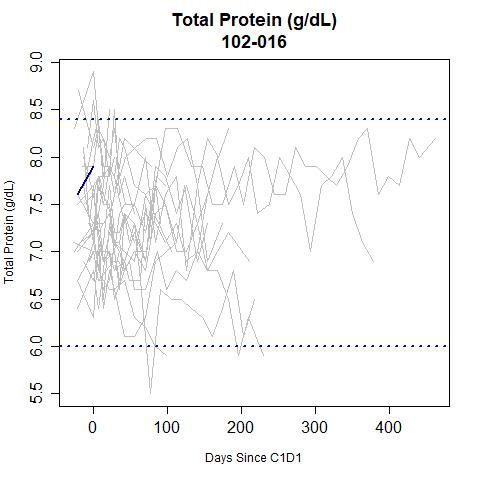 Total Protein (g/dL)
102-016
Total Protein (g/dL)
9.0
8.5
8.0
7.5
7.0
6.5
6.0
5.5
0 100 200 300 400
Days Since C1D1